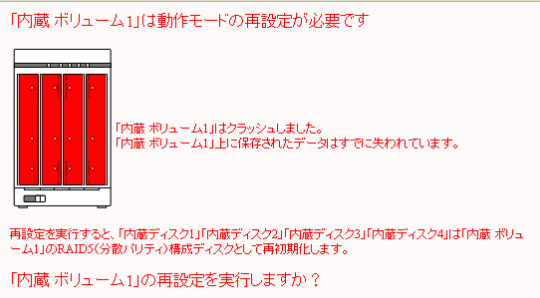 「内蔵 ボリューム1」は動作モードの再設定が必要です
「内蔵 ボリューム1」はクラッシュしました。
「内蔵 ボリューム1」上に保存されたデータはすでに失われています。
再設定を実行すると、「内蔵ディスク1」「内蔵ディスク2」「内蔵ディスク3」「内蔵ディスク4」は「内蔵 ボリュ
ーム1」のRAID5(分散パリティ)構成ディスクとして再初期化します。
「内蔵 ボリューム1」の再設定を実行しますか？